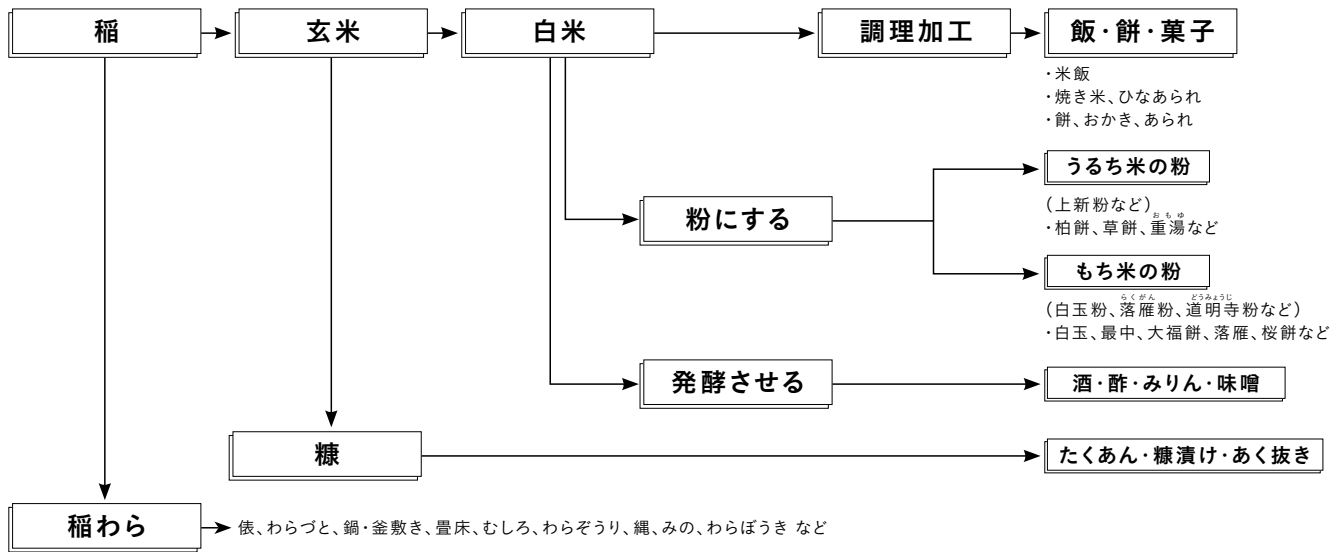 稲
玄米
白米
調理加工
飯・餅・菓子
・米飯
・焼き米、ひなあられ
・餅、おかき、あられ
うるち米の粉
(上新粉など)
おもゆ
・柏餅、草餅、重湯など
粉にする
もち米の粉
らくがん どうみょうじ
(白玉粉、落雁粉、道明寺粉など)
・白玉、最中、大福餅、落雁、桜餅など
発酵させる
酒・酢・みりん・味噌
糠
たくあん・糠漬け・あく抜き
稲わら
俵、わらづと、鍋・釜敷き、畳床、むしろ、わらぞうり、縄、みの、わらぼうき など